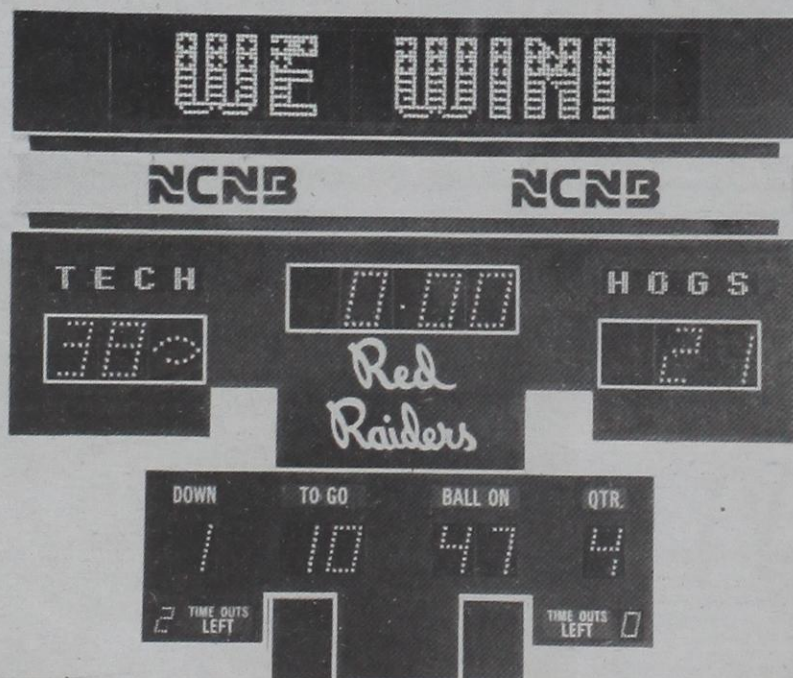 WE WIN!
NCNB NCNB
TECH 0:00 HOGS
38 21
Red
Raiders
DOWN TO GO BALL ON QTR.
1 10 47 4
2 TIME OUTS LEFT TIME OUTS LEFT 0